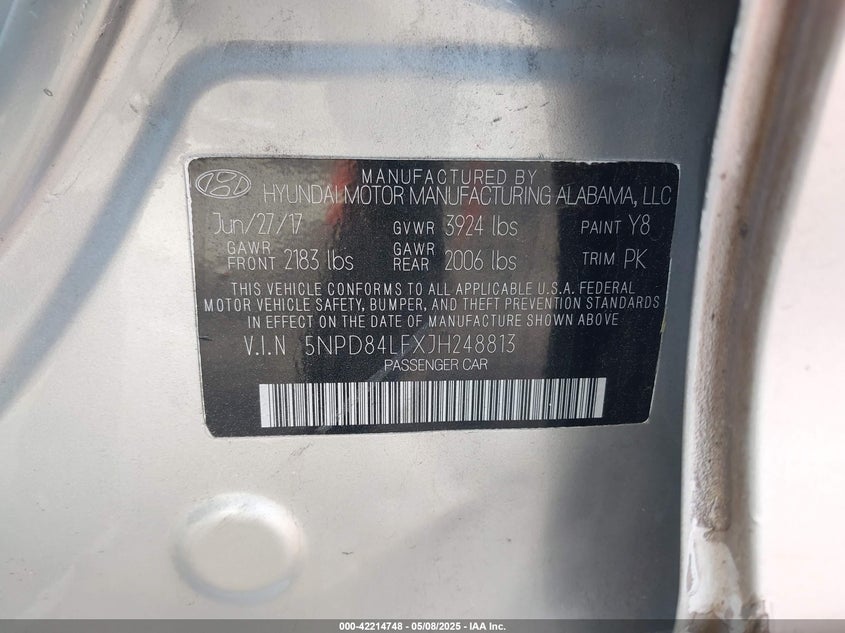 MANUFACTURED BY
HYUNDAI MOTOR MANUFACTURING ALABAMA, LLC
Jun/27/17 GVWR 3924 lbs PAINT Y8
GAWR FRONT 2183 lbs GAWR REAR 2006 lbs TRIM PK
THIS VEHICLE CONFORMS TO ALL APPLICABLE U.S.A. FEDERAL
MOTOR VEHICLE SAFETY, BUMPER, AND THEFT PREVENTION STANDARDS
IN EFFECT ON THE DATE OF MANUFACTURE SHOWN ABOVE
V.I.N 5NPD84LFXJH248813
PASSENGER CAR
000-42214748 - 05/08/2025 - IAA Inc.